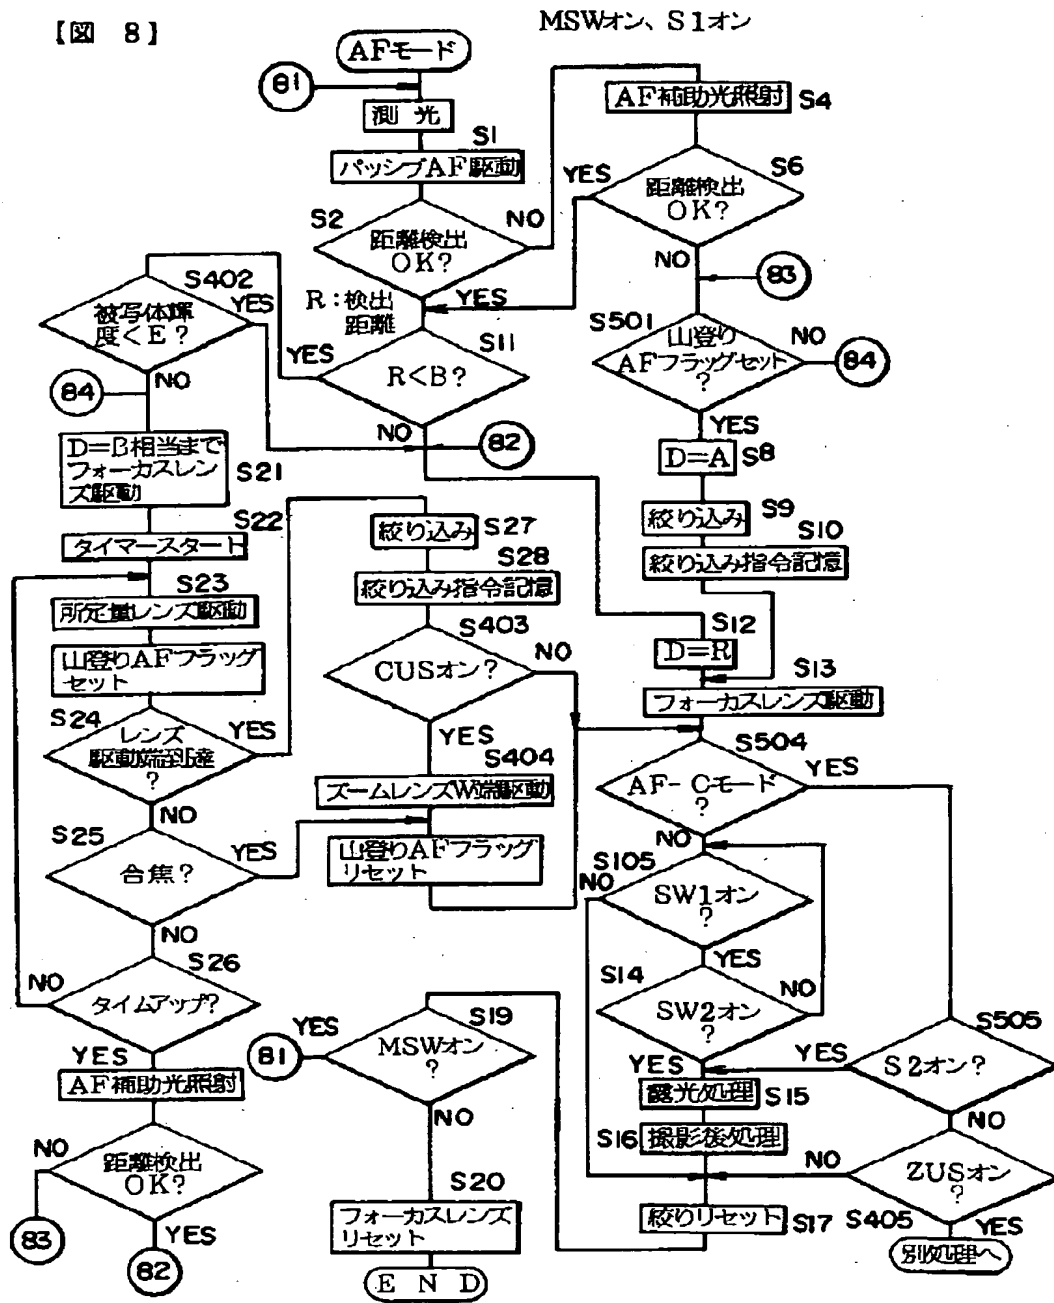 【図 8】
MSWオン、S1オン
AFモード
81
測 光
S1
パッシブAF駆動
S2
距離検出
OK?
NO
YES
R:検出
距離
AF補助光照射
S4
S6
YES
距離検出
OK?
NO
83
S501
山登り
AFフラッグセット
?
NO
84
YES
D=A
S8
絞り込み
S9
S10
絞り込み指令記憶
S11
YES
R<B?
NO
82
S402
被写体輝
度<E?
YES
NO
84
D=B相当まで
フォーカスレン
ズ駆動
S21
S22
タイマースタート
S23
所定量レンズ駆動
山登りAFフラッグ
セット
S24
レンズ
駆動端到達
?
YES
NO
S25
合焦?
YES
NO
S26
NO
タイムアップ?
YES
AF補助光照射
NO
距離検出
OK?
83
YES
82
絞り込み
S27
S28
絞り込み指令記憶
S403
CUSオン?
NO
YES
S404
ズームレンズW端駆動
山登りAFフラッグ
リセット
S12
D=R
S13
フォーカスレンズ駆動
S504
AF-Cモード
?
YES
NO
S105
NO
SW1オン
?
YES
S14
SW2オン
?
NO
YES
露光処理
S15
S16
撮影後処理
絞りリセット
S17
S505
YES
S2オン?
NO
NO
ZUSオン
?
S405
YES
別処理へ
S19
YES
81
MSWオン
?
NO
S20
フォーカスレンズ
リセット
END